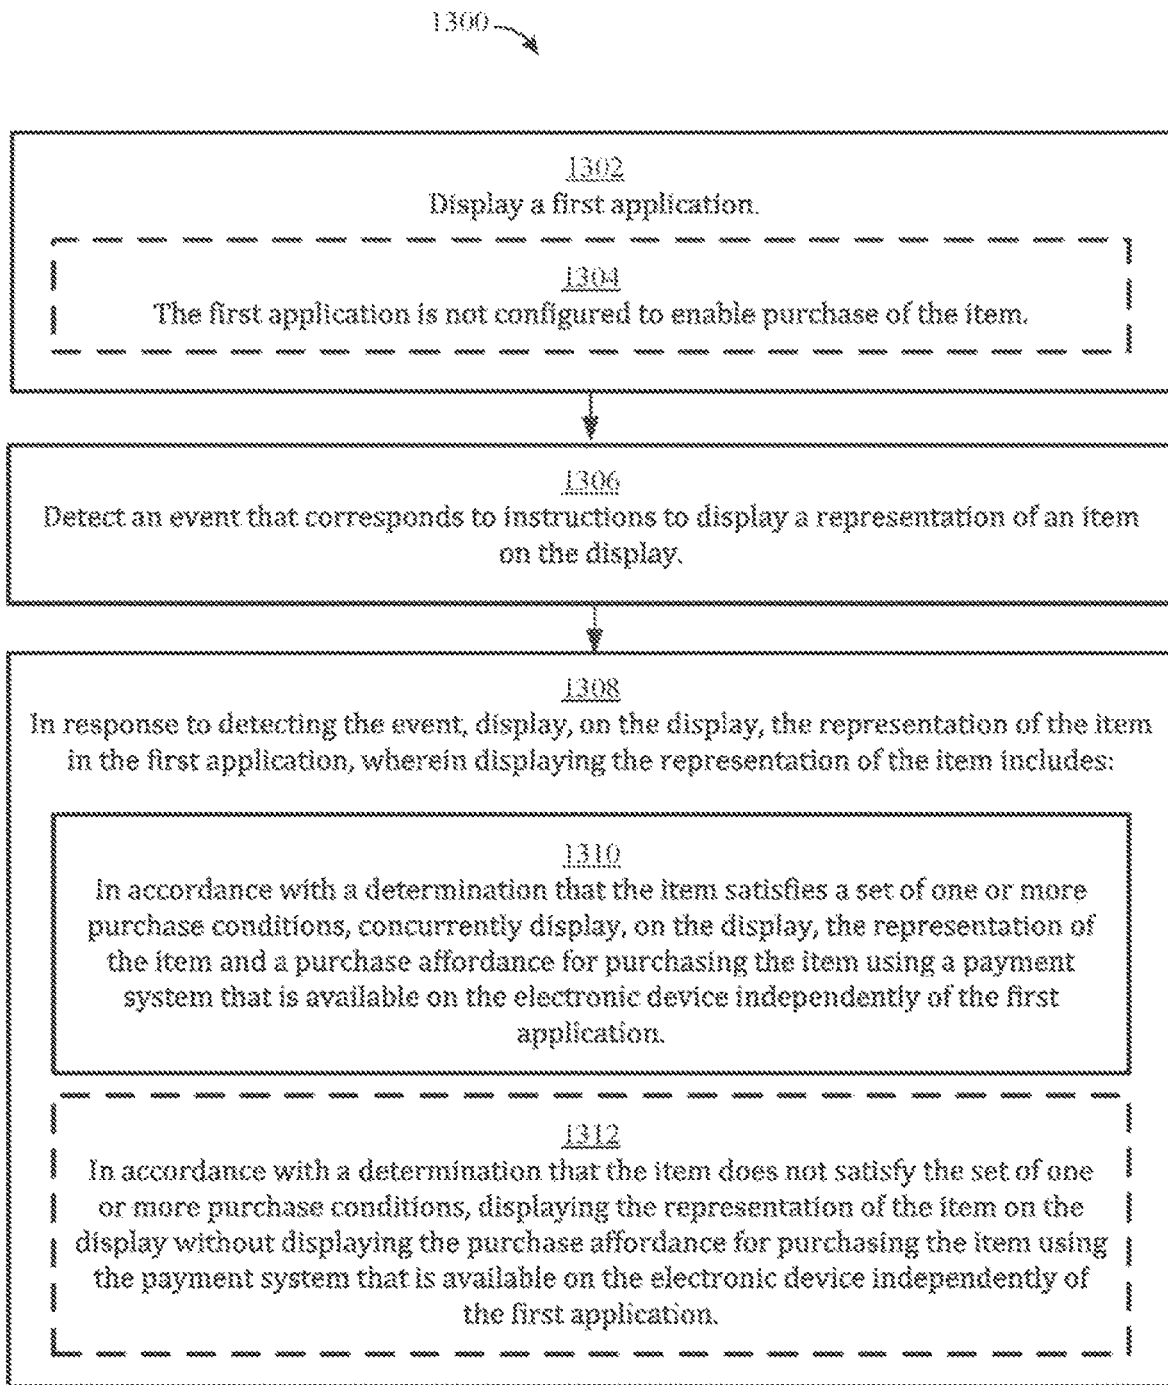 1300
1302
Display a first application.
1304
The first application is not configured to enable purchase of the item.
1306
Detect an event that corresponds to instructions to display a representation of an item
on the display.
1308
In response to detecting the event, display, on the display, the representation of the item
in the first application, wherein displaying the representation of the item includes:
1310
In accordance with a determination that the item satisfies a set of one or more
purchase conditions, concurrently display, on the display, the representation of
the item and a purchase affordance for purchasing the item using a payment
system that is available on the electronic device independently of the first
application.
1312
In accordance with a determination that the item does not satisfy the set of one
or more purchase conditions, displaying the representation of the item on the
display without displaying the purchase affordance for purchasing the item using
the payment system that is available on the electronic device independently of
the first application.